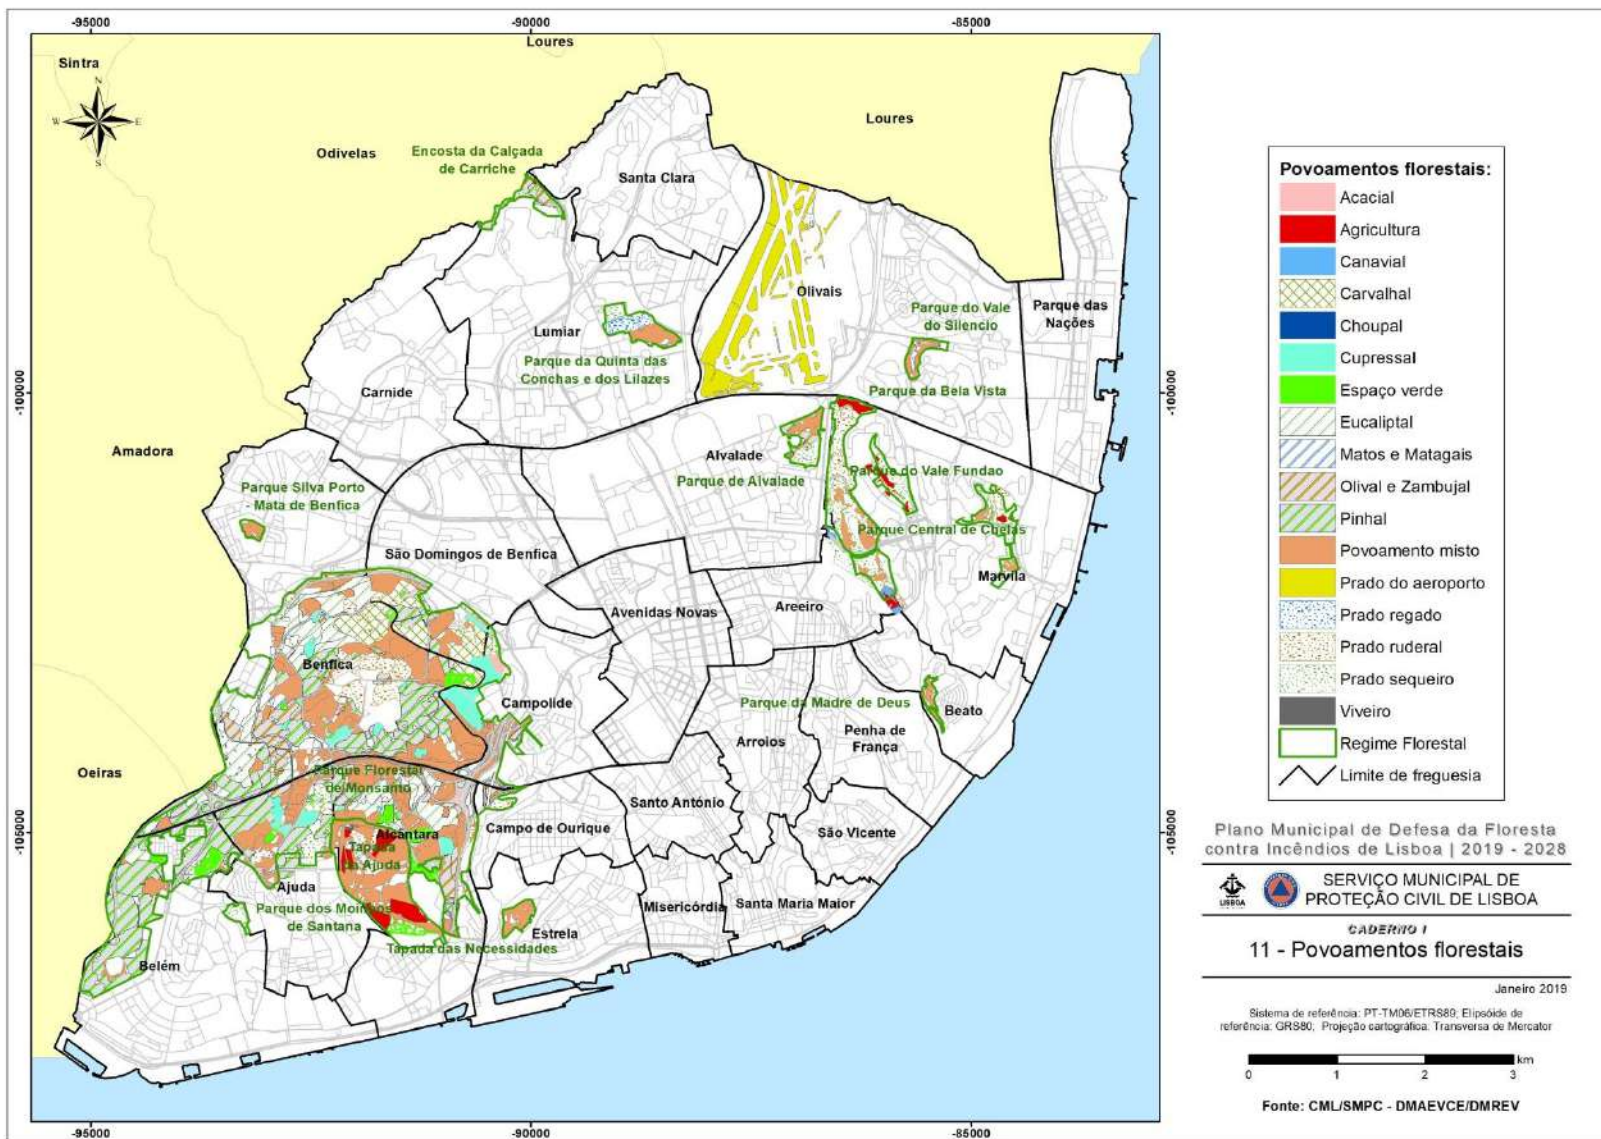 -95000
-90000
-85000
Loures
Sintra
N
W
E
S
Loures
Odivelas
Encosta da Calçada
de Carriche
Santa Clara
Olivais
Parque das
Nações
Parque do Vale
do Silencio
Lumiar
Parque da Quinta das
Conchas e dos Lilazes
Carnide
Parque da Bela Vista
-100000
-100000
Amadora
Alvalade
Parque de Alvalade
Parque do Vale Fundao
Parque Silva Porto
- Mata de Benfica
São Domingos de Benfica
Parque Central de Chelas
Marvila
Avenidas Novas
Areeiro
Benfica
Campolide
Parque da Madre de Deus
Beato
Arroios
Penha de
França
Oeiras
Parque Florestal
de Monsanto
Santo António
Alcântara
Campo de Ourique
São Vicente
-105000
-105000
Tapada
da Ajuda
Ajuda
Parque dos Moinhos
de Santana
Misericórdia
Santa Maria Maior
Estrela
Tapada das Necessidades
Belém
-95000
-90000
-85000
Povoamentos florestais:
Acacial
Agricultura
Canavial
Carvalhal
Choupal
Cupressal
Espaço verde
Eucaliptal
Matos e Matagais
Olival e Zambujal
Pinhal
Povoamento misto
Prado do aeroporto
Prado regado
Prado ruderal
Prado sequeiro
Viveiro
Regime Florestal
Limite de freguesia
Plano Municipal de Defesa da Floresta
contra Incêndios de Lisboa | 2019 - 2028
LISBOA
SERVIÇO MUNICIPAL DE
PROTEÇÃO CIVIL DE LISBOA
CADERNO I
11 - Povoamentos florestais
Janeiro 2019
Sistema de referência: PT-TM06/ETRS89; Elipsóide de
referência: GRS80; Projeção cartográfica: Transversa de Mercator
km
0 1 2 3
Fonte: CML/SMPC - DMAEVCE/DMREV